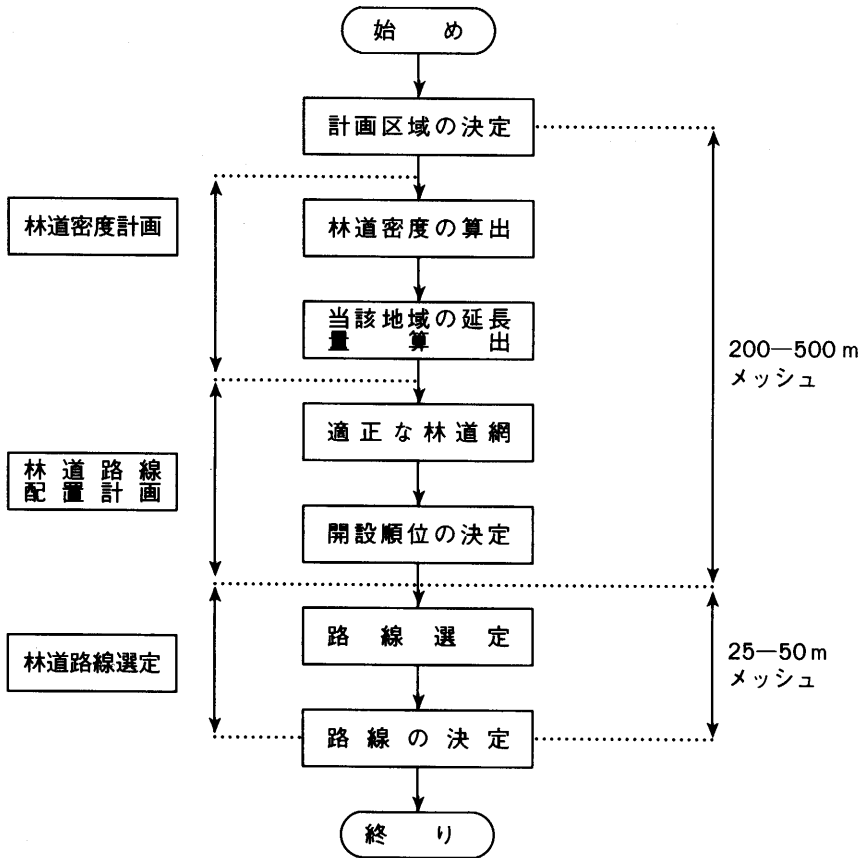 始め
計画区域の決定
林道密度計画
林道密度の算出
当該地域の延長
量算出
200—500m
メッシュ
適正な林道網
林道路線
配置計画
開設順位の決定
路線選定
林道路線選定
25—50m
メッシュ
路線の決定
終り